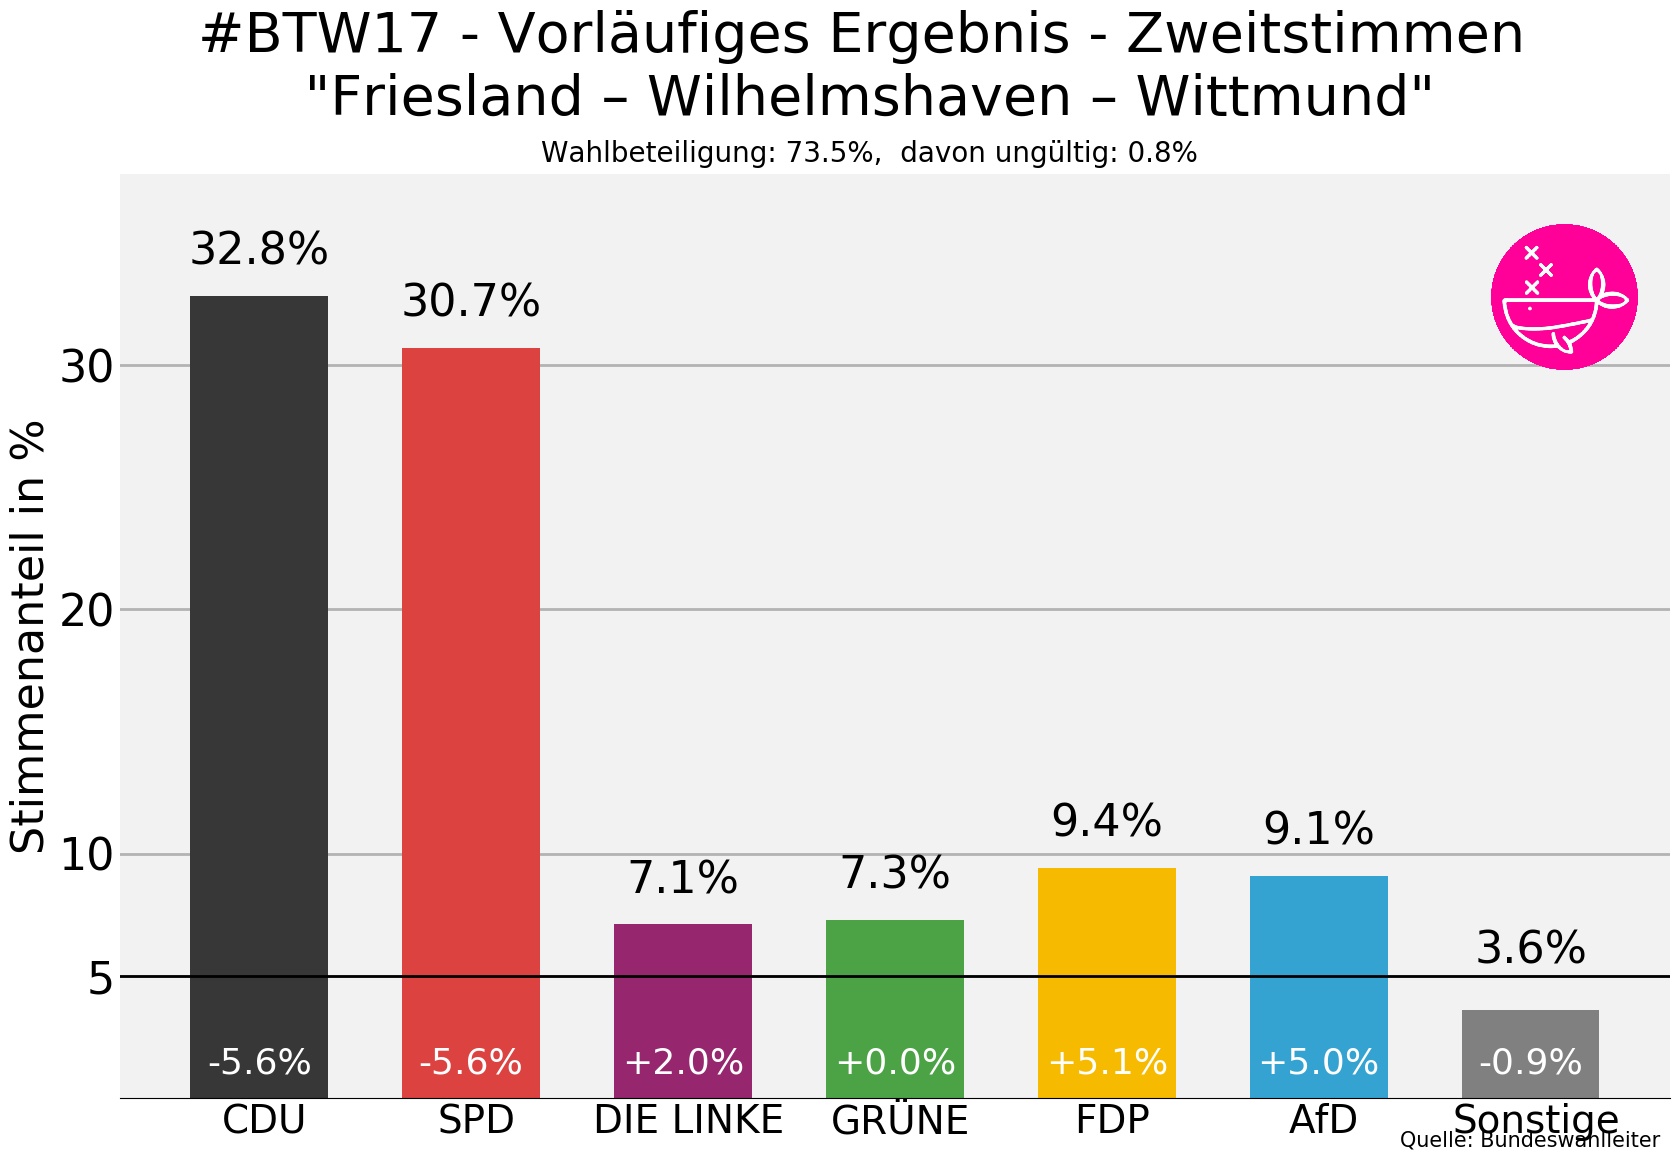 #BTW17 - Vorläufiges Ergebnis - Zweitstimmen
"Friesland – Wilhelmshaven – Wittmund"
Wahlbeteiligung: 73.5%,  davon ungültig: 0.8%
Stimmenanteil in %
30
20
10
5
32.8%
30.7%
7.1%
7.3%
9.4%
9.1%
3.6%
-5.6%
-5.6%
+2.0%
+0.0%
+5.1%
+5.0%
-0.9%
CDU
SPD
DIE LINKE
GRÜNE
FDP
AfD
Sonstige
Quelle: Bundeswahlleiter